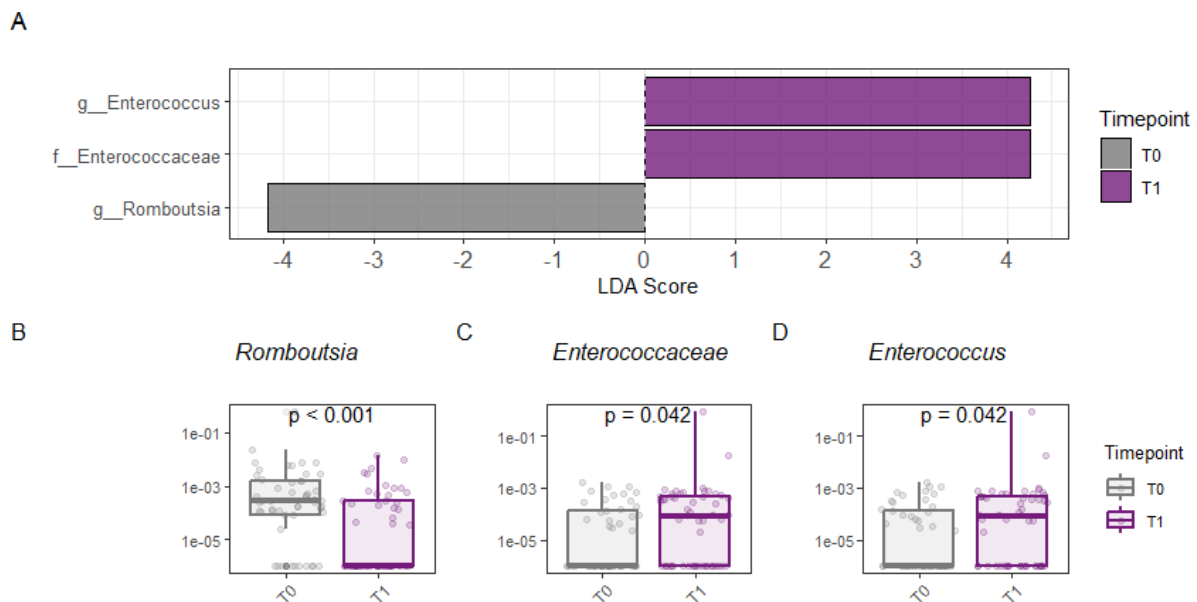 A
g__Enterococcus
f__Enterococcaceae
g__Romboutsia
-4 -3 -2 -1 0 1 2 3 4
LDA Score
Timepoint
T0
T1
B
Romboutsia
p < 0.001
1e-01
1e-03
1e-05
T0 T1
C
Enterococcaceae
p = 0.042
1e-01
1e-03
1e-05
T0 T1
D
Enterococcus
p = 0.042
1e-01
1e-03
1e-05
T0 T1
Timepoint
T0
T1